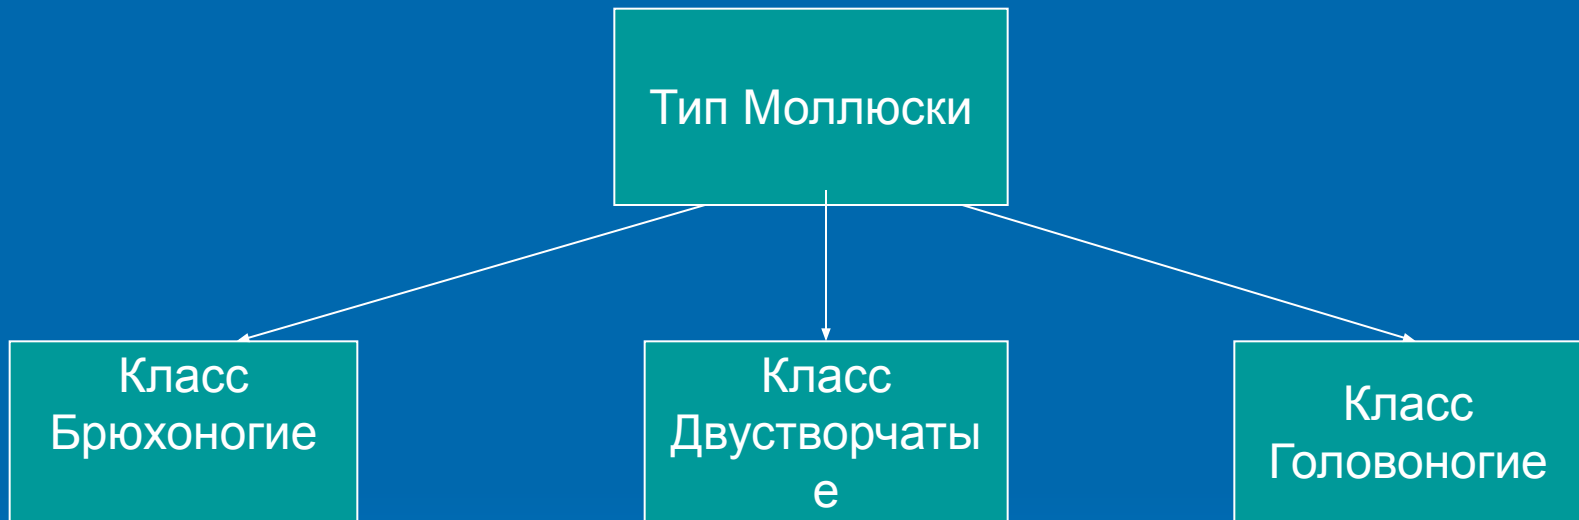 Тип Моллюски
Класс
Брюхоногие
Класс
Двустворчаты
е
Класс
Головоногие